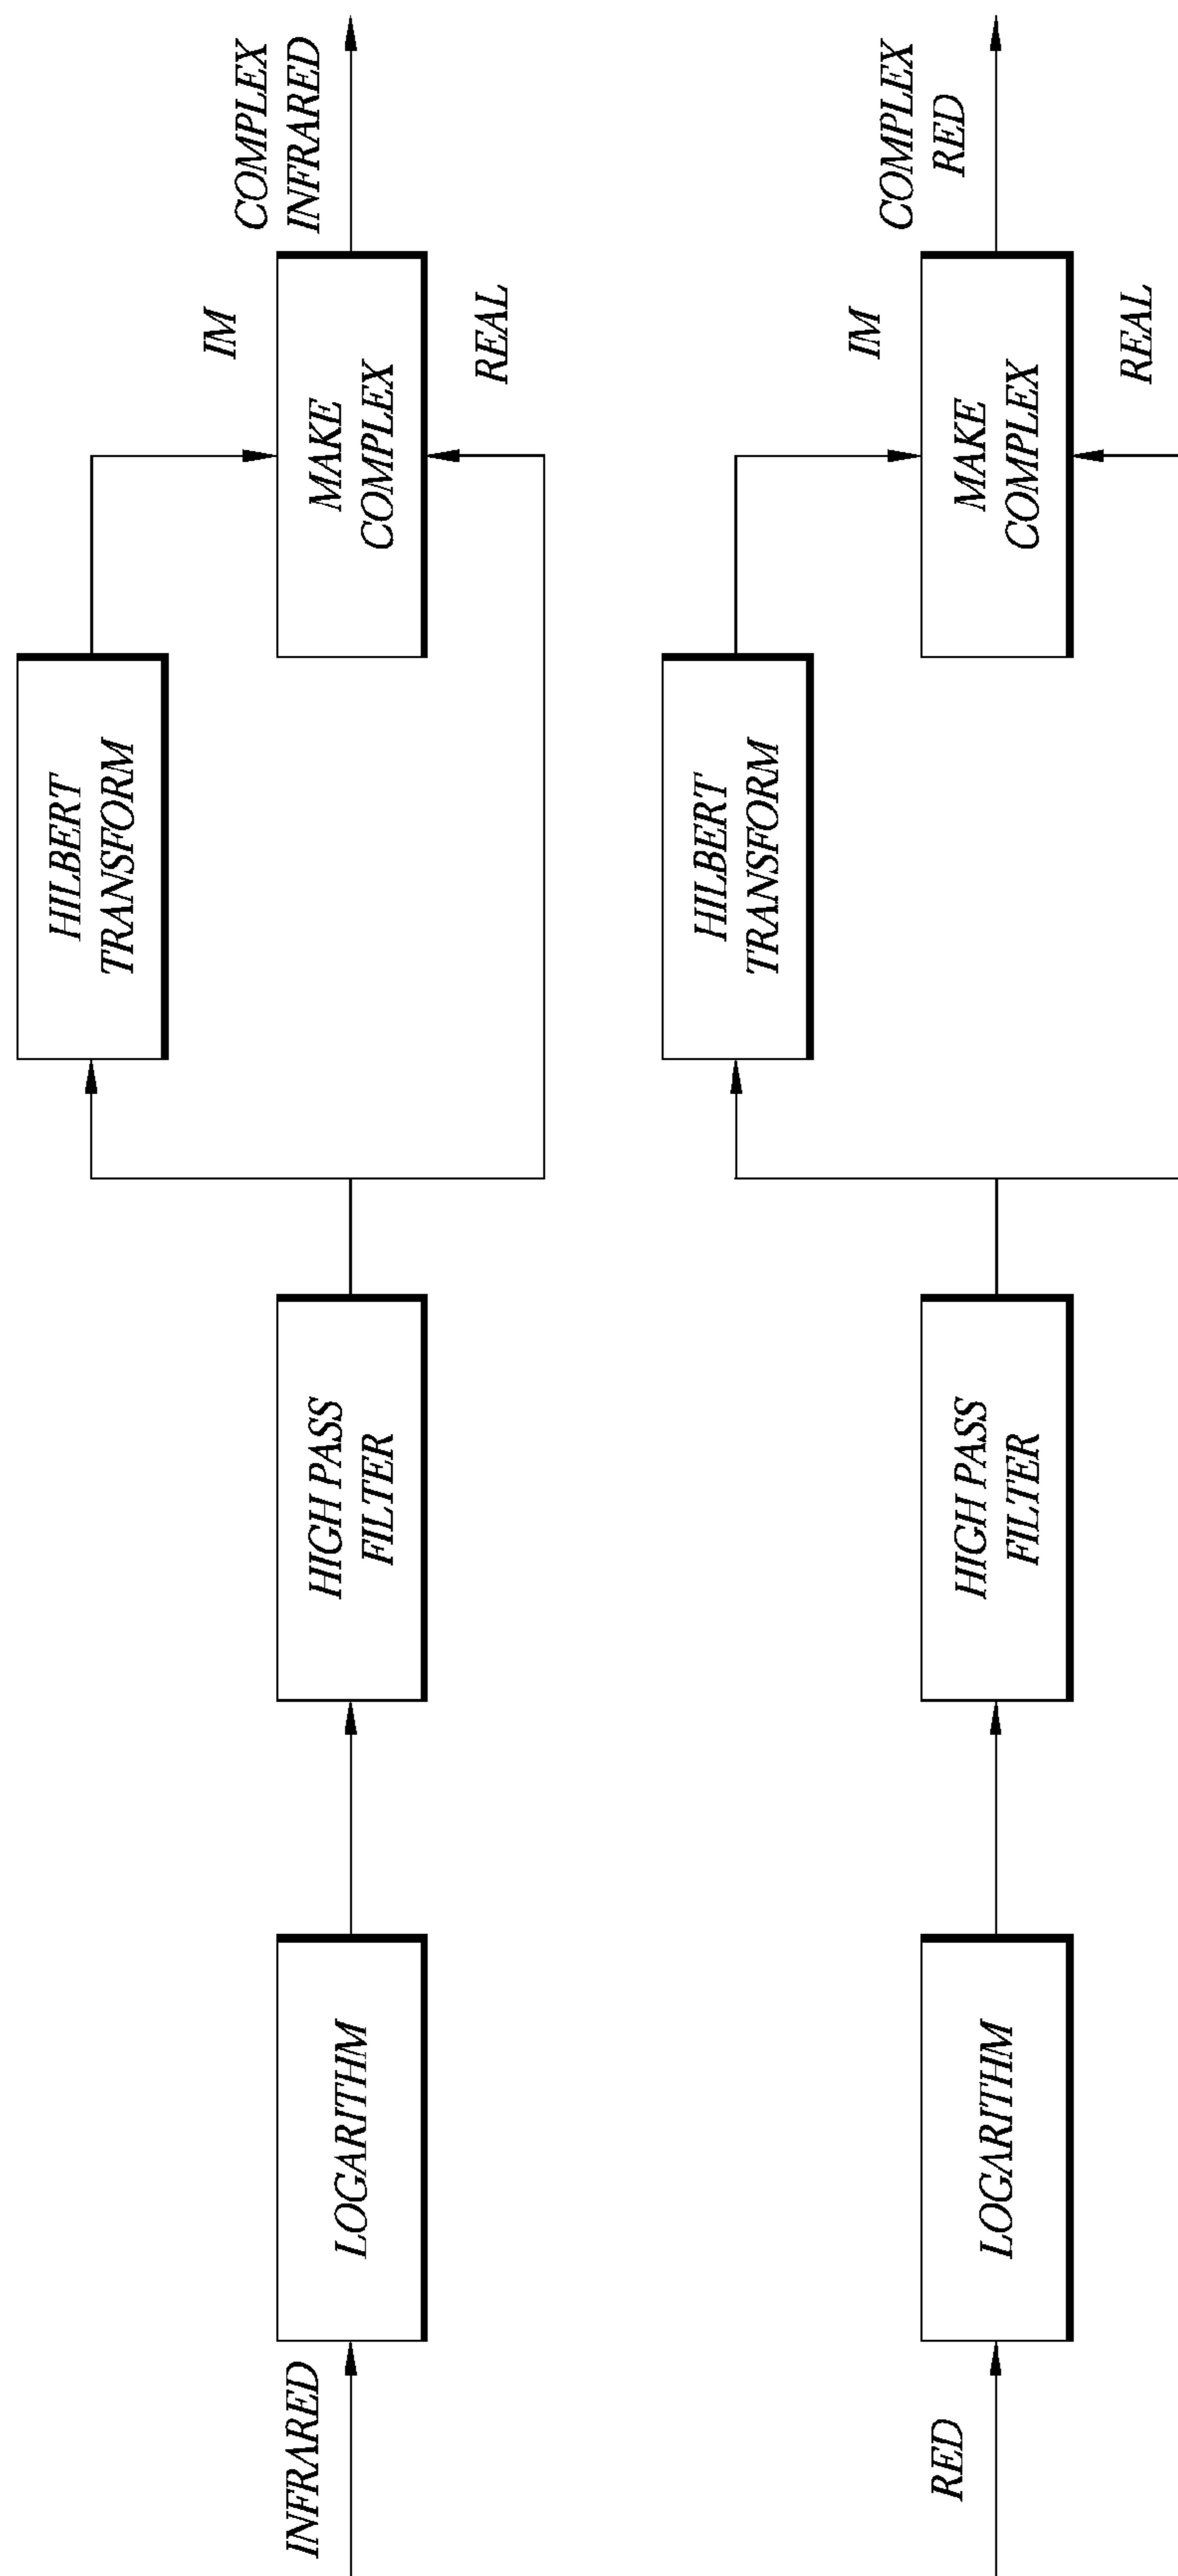 INFRARED
LOGARITHM
HIGH PASS
FILTER
HILBERT
TRANSFORM
IM
MAKE
COMPLEX
REAL
COMPLEX
INFRARED
RED
LOGARITHM
HIGH PASS
FILTER
HILBERT
TRANSFORM
IM
MAKE
COMPLEX
REAL
COMPLEX
RED